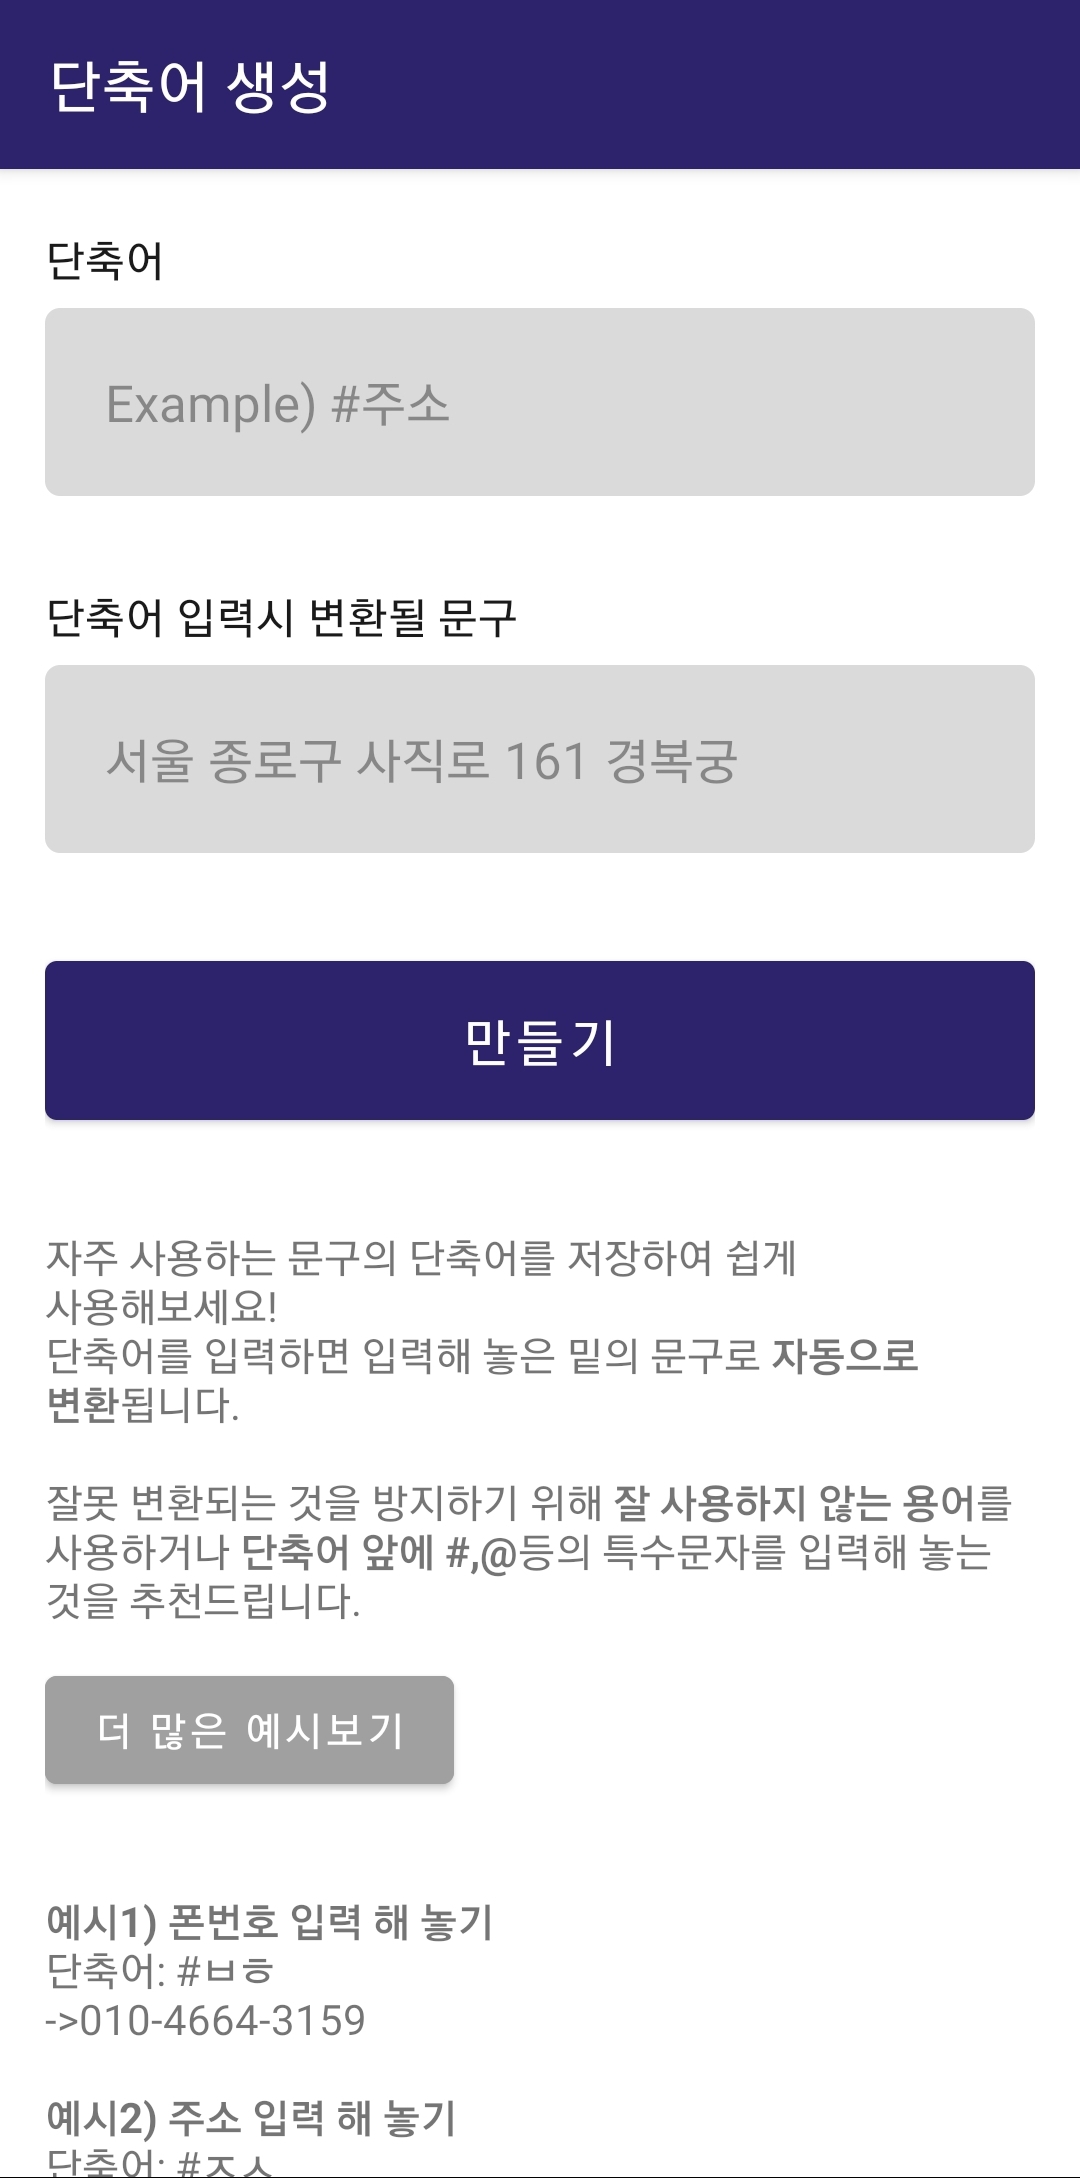 단축어 생성
단축어
Example) #주소
단축어 입력시 변환될 문구
서울 종로구 사직로 161 경복궁
만들기
자주 사용하는 문구의 단축어를 저장하여 쉽게
사용해보세요!
단축어를 입력하면 입력해 놓은 밑의 문구로 자동으로
변환됩니다.
잘못 변환되는 것을 방지하기 위해 잘 사용하지 않는 용어를
사용하거나 단축어 앞에 #,@등의 특수문자를 입력해 놓는
것을 추천드립니다.
더 많은 예시보기
예시1) 폰번호 입력 해 놓기
단축어: #ㅂㅎ
->010-4664-3159
예시2) 주소 입력 해 놓기
단축어: #ㅈㅅ